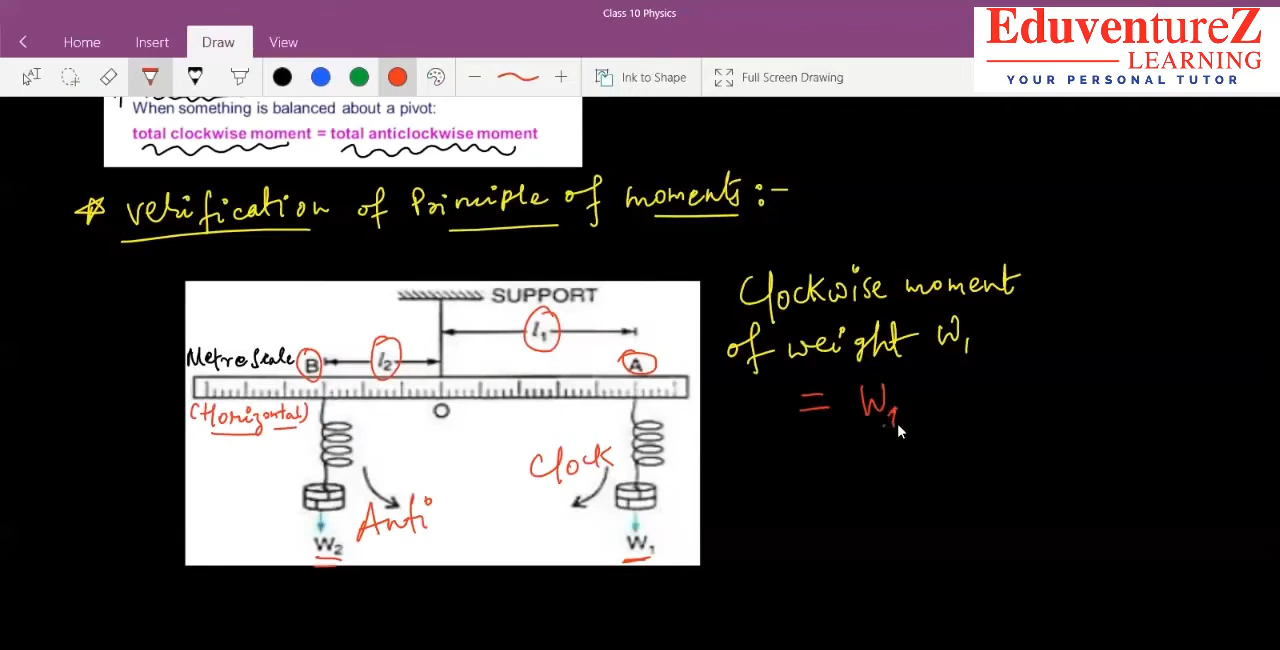 Class 10 Physics
EduventureZ
LEARNING
YOUR PERSONAL TUTOR
Home Insert Draw View
Ink to Shape Full Screen Drawing
When something is balanced about a pivot:
total clockwise moment = total anticlockwise moment
* Verification of Principle of moments :-
SUPPORT
l₁
Metre Scale B l₂ A
(Horizontal) O
Clock
Anti
W₂ W₁
Clockwise moment
of weight W₁
= W₁